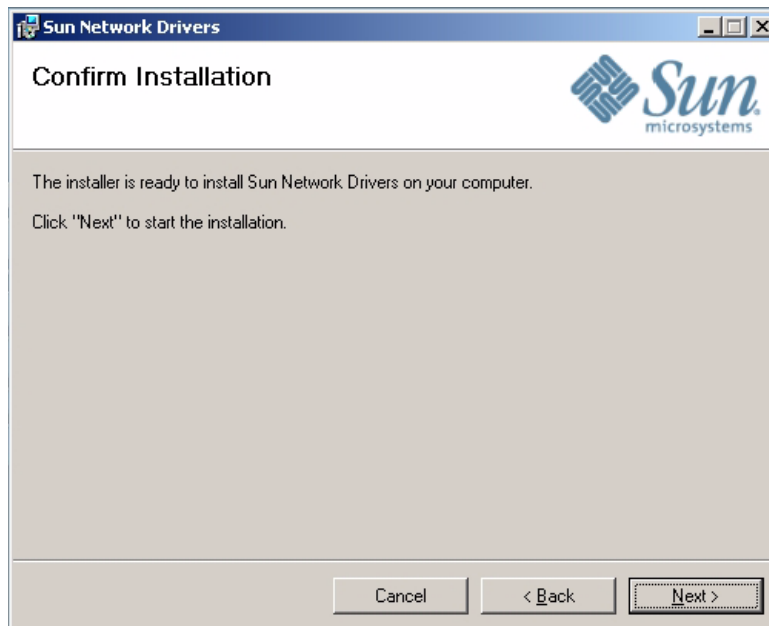 Sun Network Drivers
Confirm Installation
Sun
microsystems
The installer is ready to install Sun Network Drivers on your computer.
Click "Next" to start the installation.
Cancel
< Back
Next >